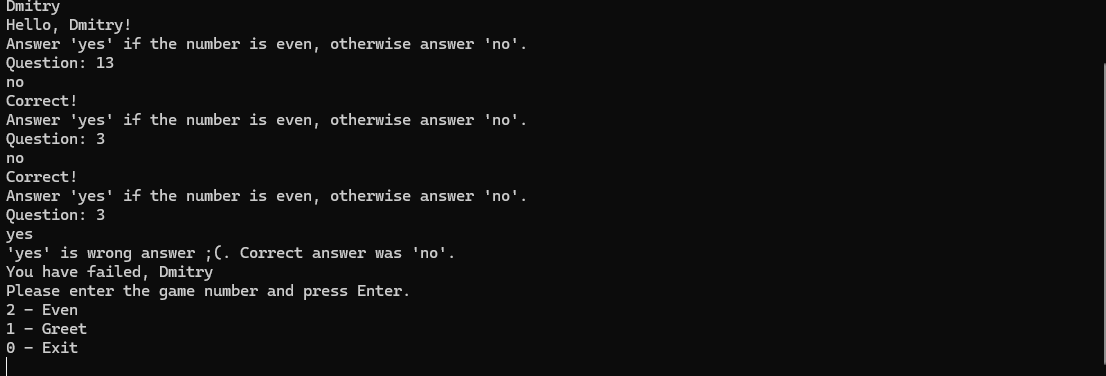 Dmitry
Hello, Dmitry!
Answer 'yes' if the number is even, otherwise answer 'no'.
Question: 13
no
Correct!
Answer 'yes' if the number is even, otherwise answer 'no'.
Question: 3
no
Correct!
Answer 'yes' if the number is even, otherwise answer 'no'.
Question: 3
yes
'yes' is wrong answer ;(. Correct answer was 'no'.
You have failed, Dmitry
Please enter the game number and press Enter.
2 - Even
1 - Greet
0 - Exit